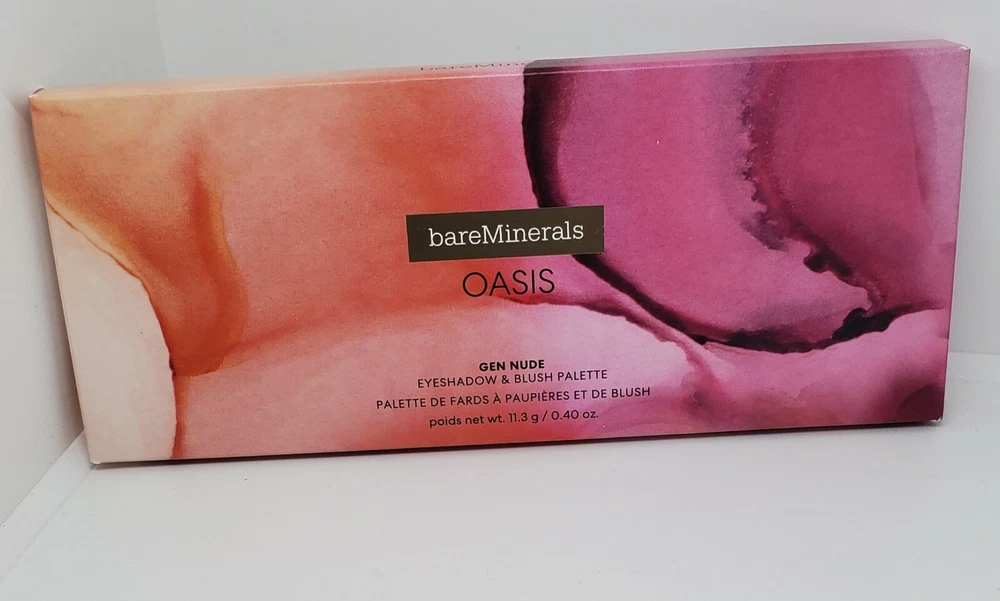 bareMinerals
OASIS
GEN NUDE
EYESHADOW & BLUSH PALETTE
PALETTE DE FARDS À PAUPIÈRES ET DE BLUSH
poids net wt. 11.3 g / 0.40 oz.